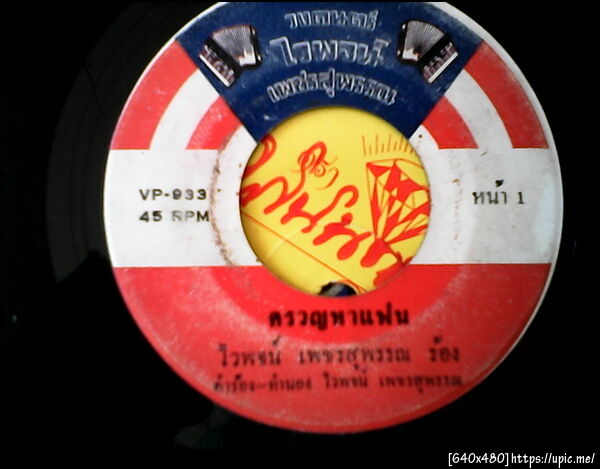 วงดนตรี
ไวพจน์
เพชรสุพรรณ
VP-933
45 RPM
หน้า 1
ครวญหาแฟน
ไวพจน์ เพชรสุพรรณ ร้อง
คำร้อง-ทำนอง ไวพจน์ เพชรสุพรรณ
[640x480]https://upic.me/